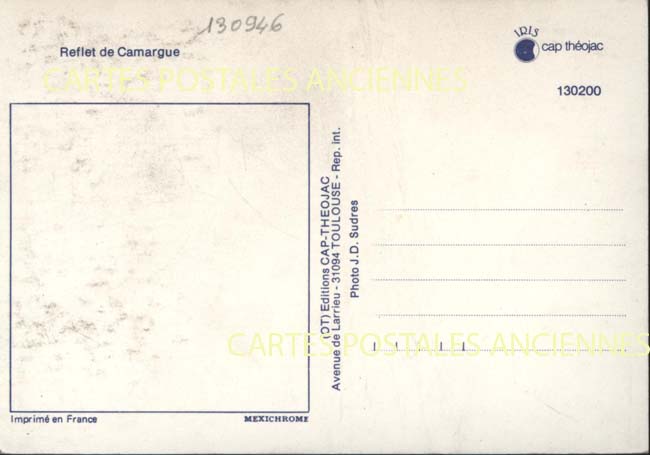 130946
Reflet de Camargue
IRIS
cap théojac
130200
CARTES POSTALES ANCIENNES
(OT) Editions CAP-THEOJAC
Avenue de Larrieu - 31094 TOULOUSE - Rep. int.
Photo J.D. Sudres
CARTES POSTALES ANCIENNES
Imprimé en France
MEXICHROME